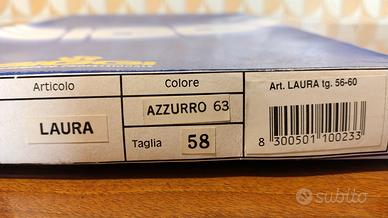 Articolo
Colore
Art. LAURA tg. 56-60
LAURA
AZZURRO 63
Taglia
58
8 300501 100233
subito